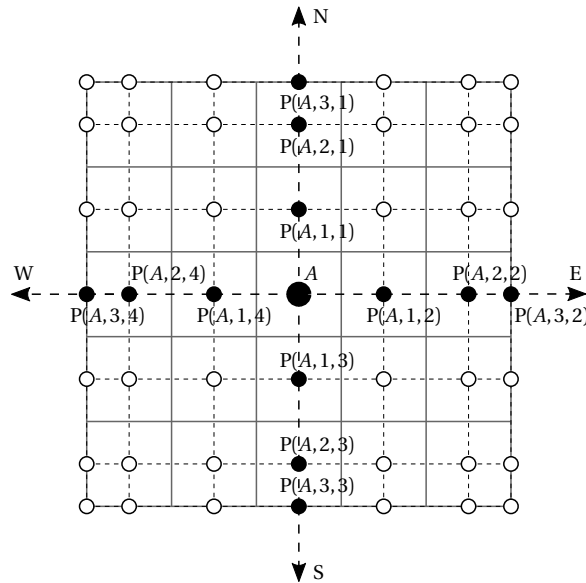 N
P(A,3,1)
P(A,2,1)
P(A,1,1)
W
P(A,2,4)
A
P(A,2,2)
E
P(A,3,4)
P(A,1,4)
P(A,1,2)
P(A,3,2)
P(A,1,3)
P(A,2,3)
P(A,3,3)
S